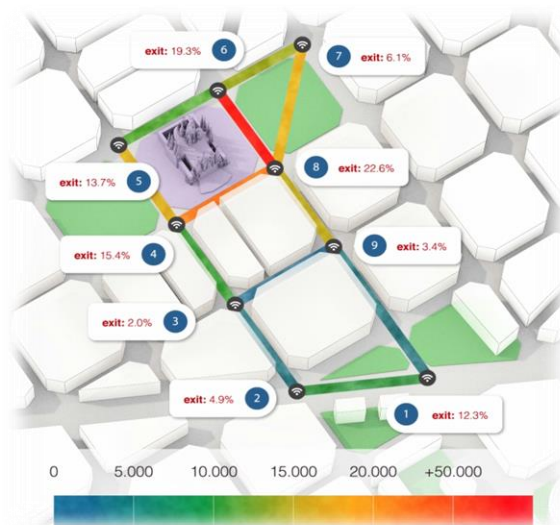 exit: 19.3% 6
7 exit: 6.1%
exit: 13.7% 5
8 exit: 22.6%
exit: 15.4% 4
9 exit: 3.4%
exit: 2.0% 3
exit: 4.9% 2
1 exit: 12.3%
0 5.000 10.000 15.000 20.000 +50.000